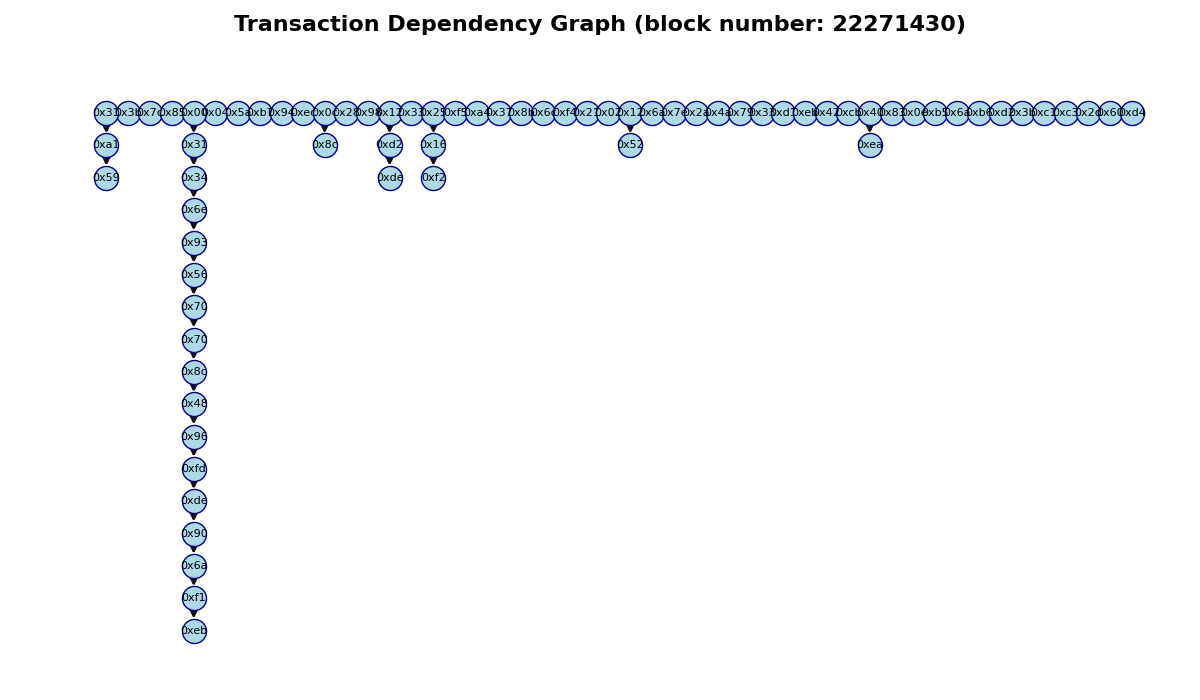 Transaction Dependency Graph (block number: 22271430)
0x31 0x3b 0x7c 0x85 0x00 0x04 0x5a 0xb7 0x94 0xec 0x0c 0x28 0x98 0x12 0x33 0x25 0xf5 0xa4 0x37 0x8b 0x6c 0xf4 0x21 0x02 0x12 0x6a 0x7e 0x2a 0x4a 0x79 0x33 0xd1 0xeb 0x42 0xcb 0x40 0x83 0x0e 0xb5 0x6a 0xb6 0xd2 0x3b 0xc1 0xc3 0x2c 0x60 0xd4
0xa1 0x31 0x8c 0xd2 0x16 0x52 0xea
0x59 0x34 0xde 0xf2
0x6e
0x93
0x56
0x70
0x70
0x8c
0x48
0x96
0xfd
0xde
0x90
0x6a
0xf1
0xeb